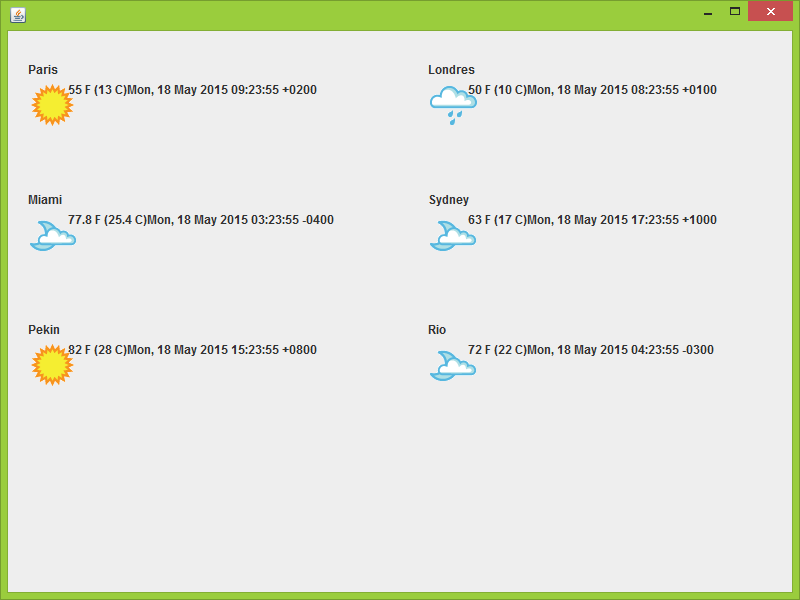 Paris
55 F (13 C)Mon, 18 May 2015 09:23:55 +0200
Londres
50 F (10 C)Mon, 18 May 2015 08:23:55 +0100
Miami
77.8 F (25.4 C)Mon, 18 May 2015 03:23:55 -0400
Sydney
63 F (17 C)Mon, 18 May 2015 17:23:55 +1000
Pekin
82 F (28 C)Mon, 18 May 2015 15:23:55 +0800
Rio
72 F (22 C)Mon, 18 May 2015 04:23:55 -0300